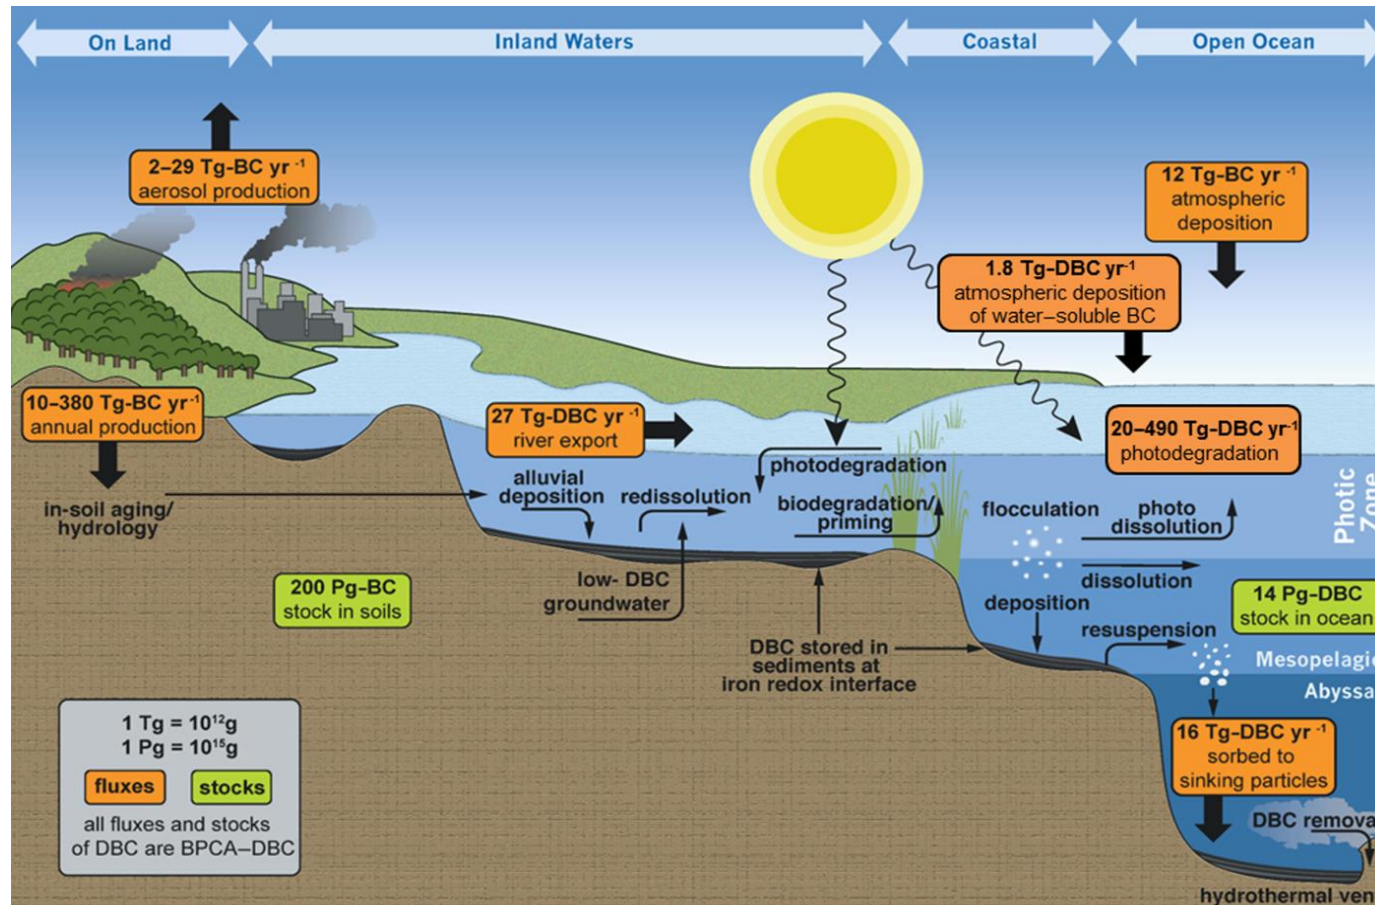 On Land
Inland Waters
Coastal
Open Ocean
2–29 Tg-BC yr -1
aerosol production
12 Tg-BC yr -1
atmospheric
deposition
1.8 Tg-DBC yr-1
atmospheric deposition
of water–soluble BC
10–380 Tg-BC yr-1
annual production
27 Tg-DBC yr -1
river export
20–490 Tg-DBC yr-1
photodegradation
photodegradation
in-soil aging/
hydrology
alluvial
deposition
redissolution
biodegradation/
priming
flocculation
photo
dissolution
Photic
Zone
dissolution
low- DBC
groundwater
200 Pg–BC
stock in soils
14 Pg-DBC
stock in ocean
deposition
resuspension
DBC stored in
sediments at
iron redox interface
Mesopelagic
Abyssa
1 Tg = 10¹²g
1 Pg = 10¹⁵g
fluxes
stocks
all fluxes and stocks
of DBC are BPCA–DBC
16 Tg-DBC yr -1
sorbed to
sinking particles
DBC remova
hydrothermal ven